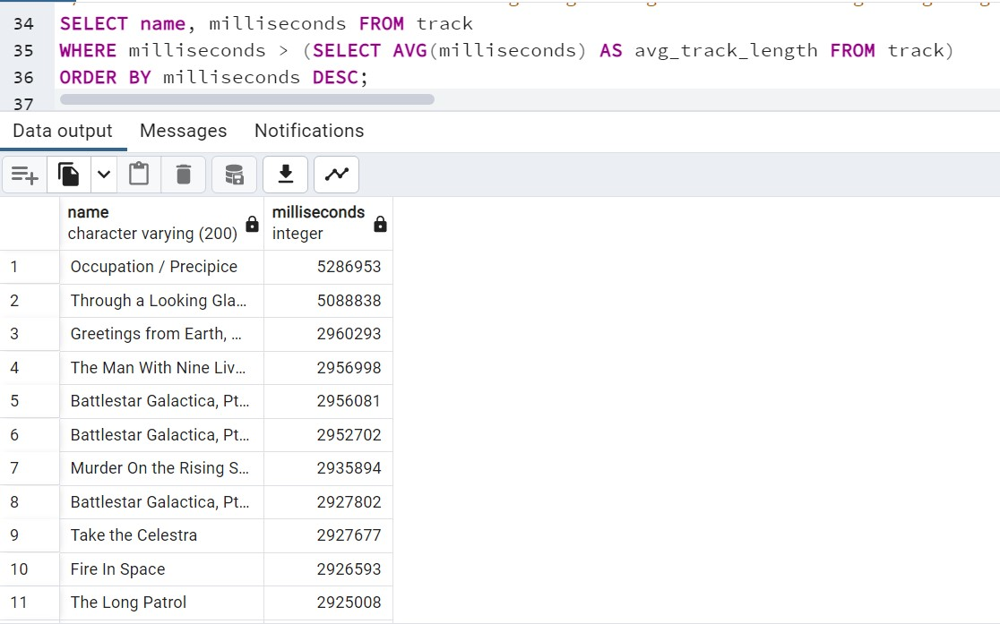 34 SELECT name, milliseconds FROM track
35 WHERE milliseconds > (SELECT AVG(milliseconds) AS avg_track_length FROM track)
36 ORDER BY milliseconds DESC;
37
Data output Messages Notifications
name milliseconds
character varying (200) integer
1 Occupation / Precipice 5286953
2 Through a Looking Gla... 5088838
3 Greetings from Earth, ... 2960293
4 The Man With Nine Liv... 2956998
5 Battlestar Galactica, Pt... 2956081
6 Battlestar Galactica, Pt... 2952702
7 Murder On the Rising S... 2935894
8 Battlestar Galactica, Pt... 2927802
9 Take the Celestra 2927677
10 Fire In Space 2926593
11 The Long Patrol 2925008